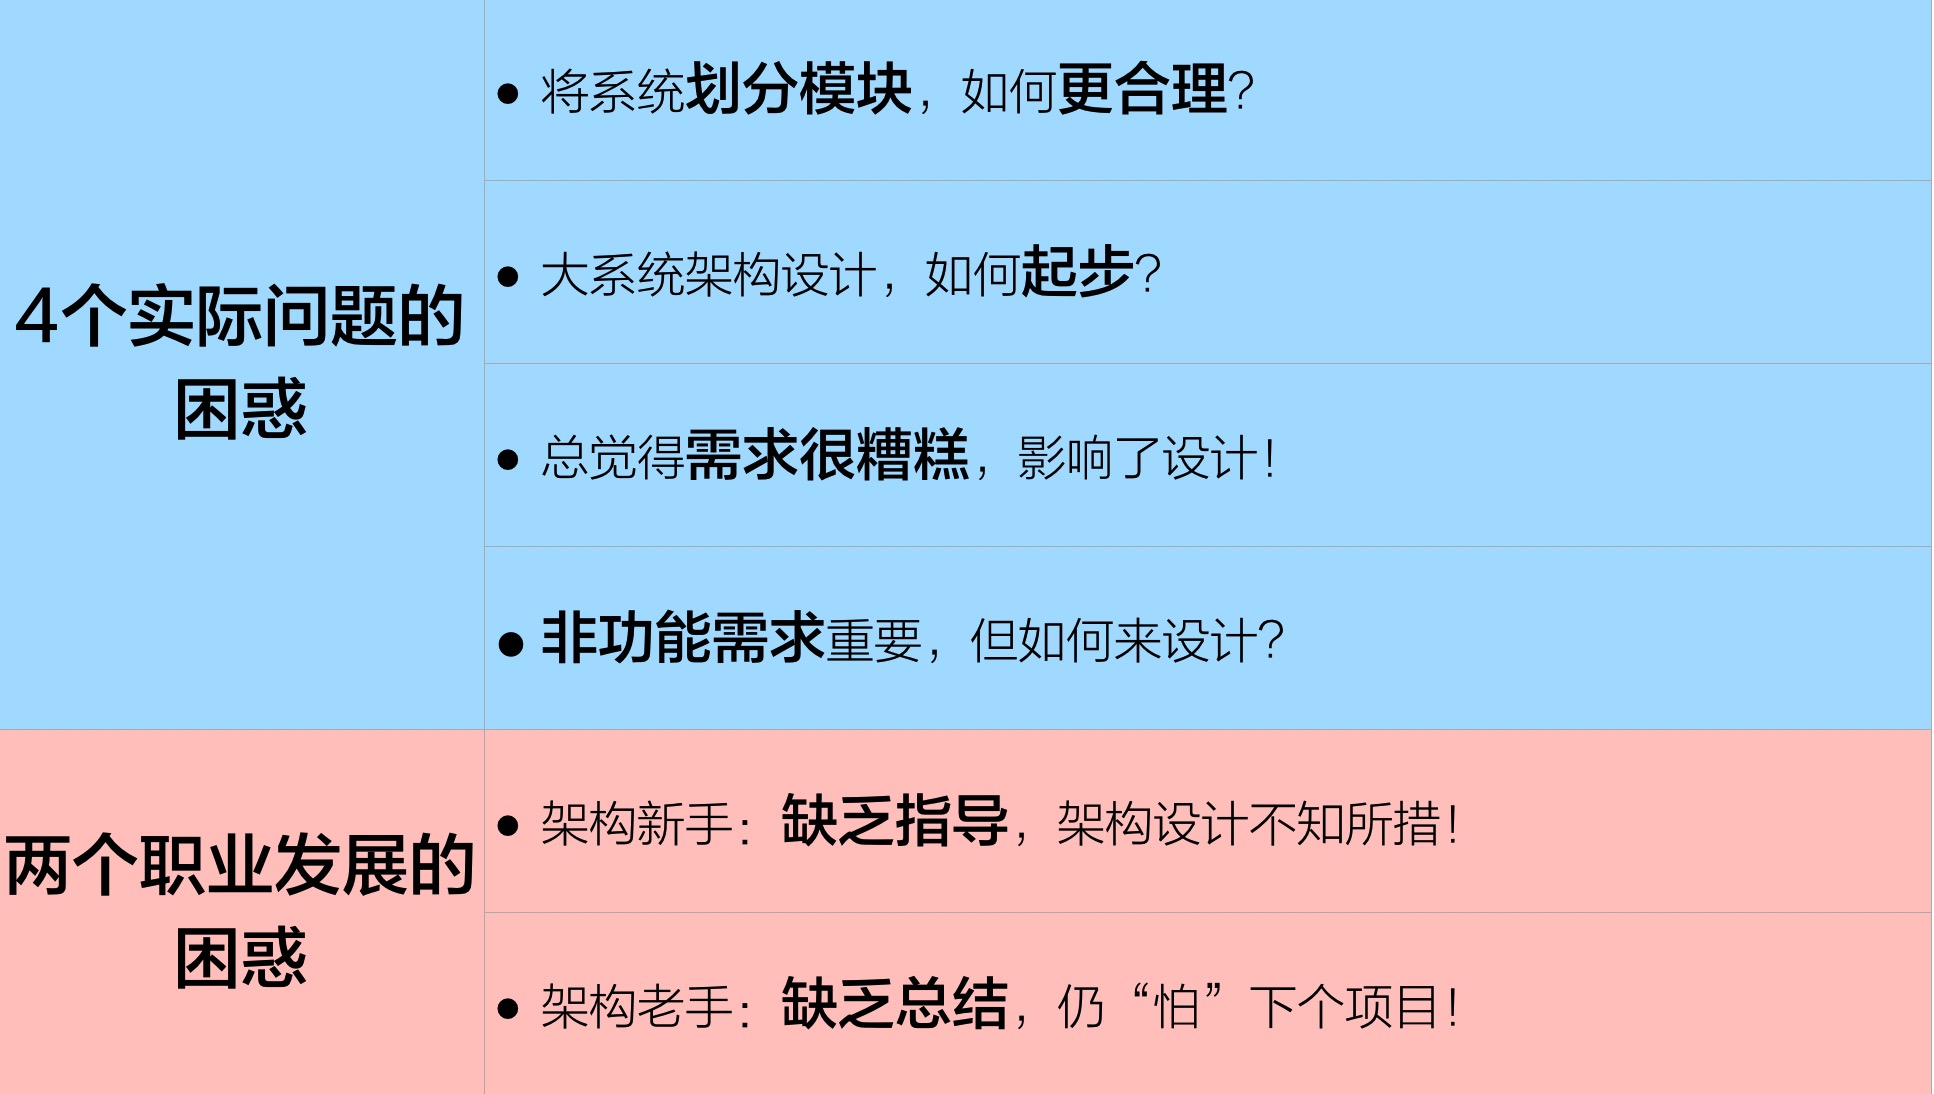 4个实际问题的
困惑
● 将系统划分模块，如何更合理？
● 大系统架构设计，如何起步？
● 总觉得需求很糟糕，影响了设计！
● 非功能需求重要，但如何来设计？
两个职业发展的
困惑
● 架构新手：缺乏指导，架构设计不知所措！
● 架构老手：缺乏总结，仍“怕”下个项目！